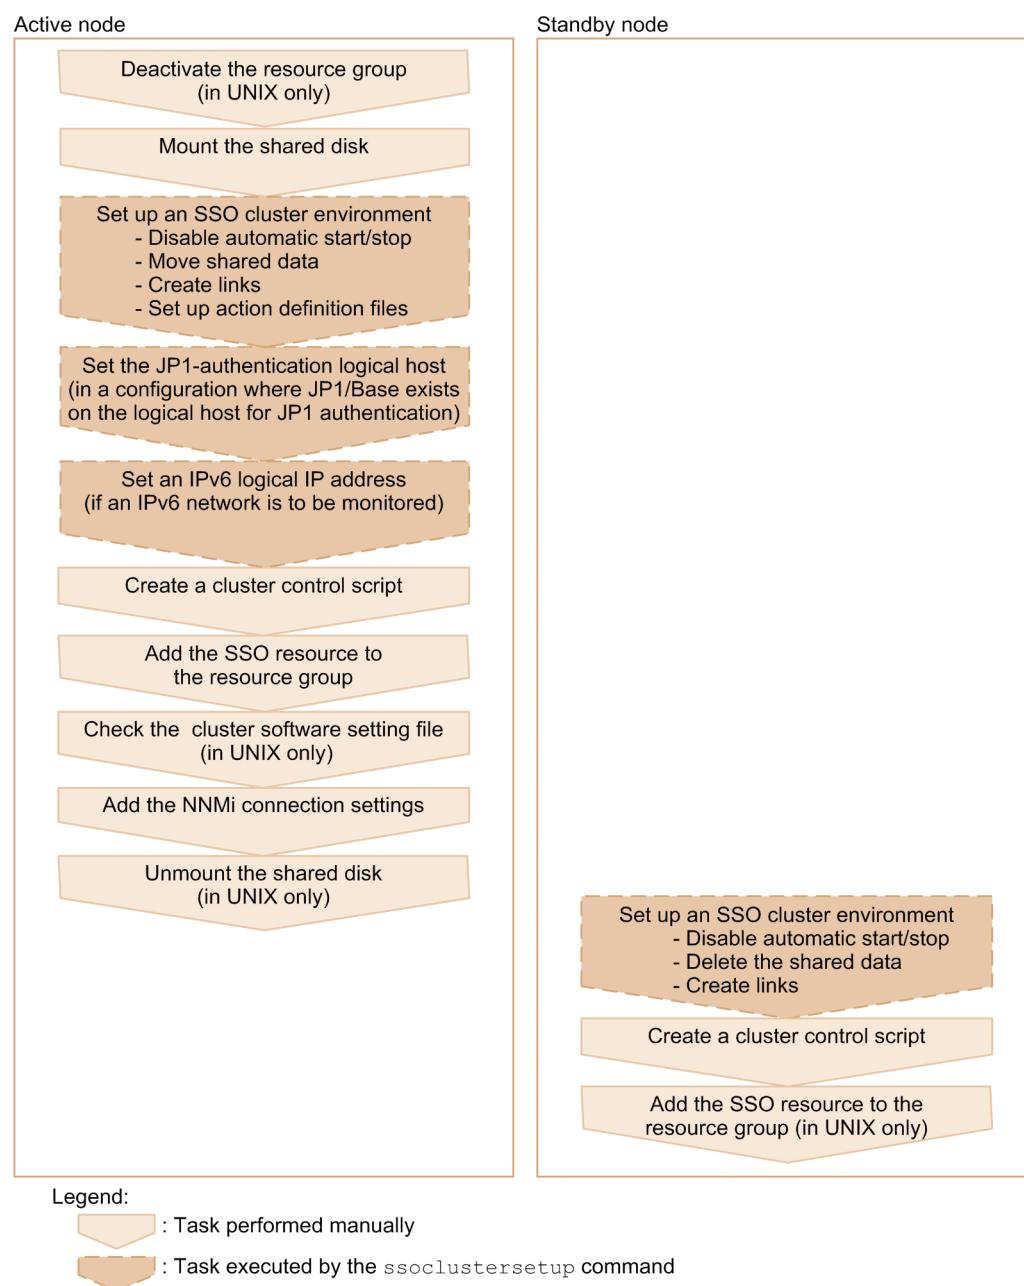 Active node
Deactivate the resource group
(in UNIX only)
Mount the shared disk
Set up an SSO cluster environment
- Disable automatic start/stop
- Move shared data
- Create links
- Set up action definition files
Set the JP1-authentication logical host
(in a configuration where JP1/Base exists
on the logical host for JP1 authentication)
Set an IPv6 logical IP address
(if an IPv6 network is to be monitored)
Create a cluster control script
Add the SSO resource to
the resource group
Check the cluster software setting file
(in UNIX only)
Add the NNMi connection settings
Unmount the shared disk
(in UNIX only)
Standby node
Set up an SSO cluster environment
- Disable automatic start/stop
- Delete the shared data
- Create links
Create a cluster control script
Add the SSO resource to the
resource group (in UNIX only)
Legend:
: Task performed manually
: Task executed by the ssoclustersetup command